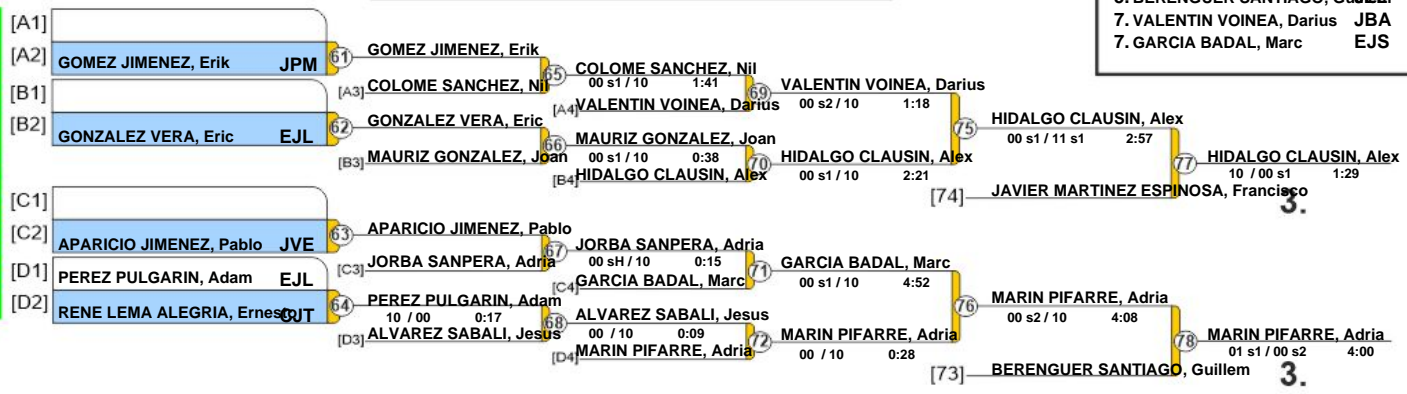 7. VALENTIN VOINEA, Darius JBA
7. GARCIA BADAL, Marc EJS
[A1]
[A2] GOMEZ JIMENEZ, Erik JPM
61 GOMEZ JIMENEZ, Erik
[A3] COLOME SANCHEZ, Nil
65 COLOME SANCHEZ, Nil
00 s1 / 10 1:41
[A4] VALENTIN VOINEA, Darius
69 VALENTIN VOINEA, Darius
00 s2 / 10 1:18
[B1]
[B2] GONZALEZ VERA, Eric EJL
62 GONZALEZ VERA, Eric
[B3] MAURIZ GONZALEZ, Joan
66 MAURIZ GONZALEZ, Joan
00 s1 / 10 0:38
[B4] HIDALGO CLAUSIN, Alex
70 HIDALGO CLAUSIN, Alex
00 s1 / 10 2:21
75 HIDALGO CLAUSIN, Alex
00 s1 / 11 s1 2:57
[74] JAVIER MARTINEZ ESPINOSA, Francisco
77 HIDALGO CLAUSIN, Alex
10 / 00 s1 1:29
3.
[C1]
[C2] APARICIO JIMENEZ, Pablo JVE
63 APARICIO JIMENEZ, Pablo
[C3] JORBA SANPERA, Adria
67 JORBA SANPERA, Adria
00 sH / 10 0:15
[C4] GARCIA BADAL, Marc
71 GARCIA BADAL, Marc
00 s1 / 10 4:52
[D1] PEREZ PULGARIN, Adam EJL
[D2] RENE LEMA ALEGRIA, CJT
64 PEREZ PULGARIN, Adam
10 / 00 0:17
[D3] ALVAREZ SABALI, Jesus
68 ALVAREZ SABALI, Jesus
00 / 10 0:09
[D4] MARIN PIFARRE, Adria
72 MARIN PIFARRE, Adria
00 / 10 0:28
76 MARIN PIFARRE, Adria
00 s2 / 10 4:08
[73] BERENGUER SANTIAGO, Guillem
78 MARIN PIFARRE, Adria
01 s1 / 00 s2 4:00
3.